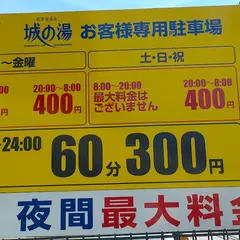 城の湯 お客様専用駐車場
～金曜 土・日・祝
20:00～8:00 8:00～20:00 20:00～8:00
400円 最大料金は ございません 400円
24:00 60分300円
夜間最大料金